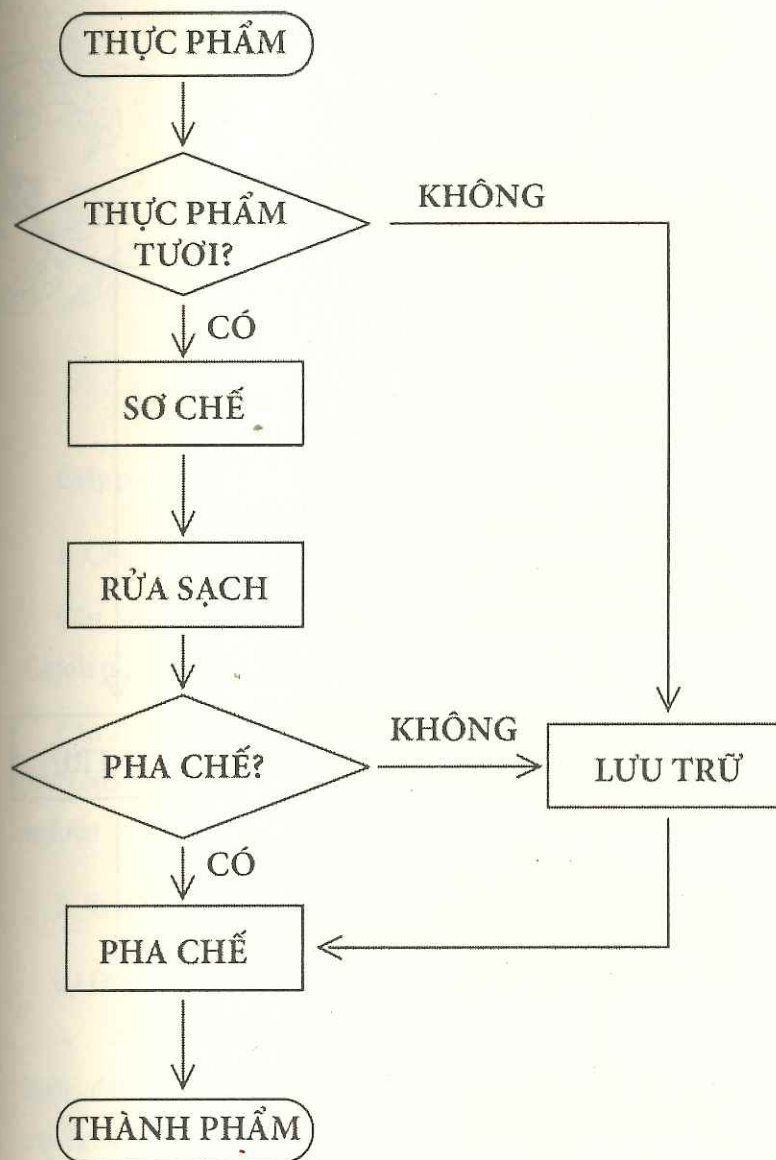 THỰC PHẨM
THỰC PHẨM
TƯƠI?
KHÔNG
CÓ
SƠ CHẾ
RỬA SẠCH
PHA CHẾ?
KHÔNG
LƯU TRỮ
CÓ
PHA CHẾ
THÀNH PHẨM